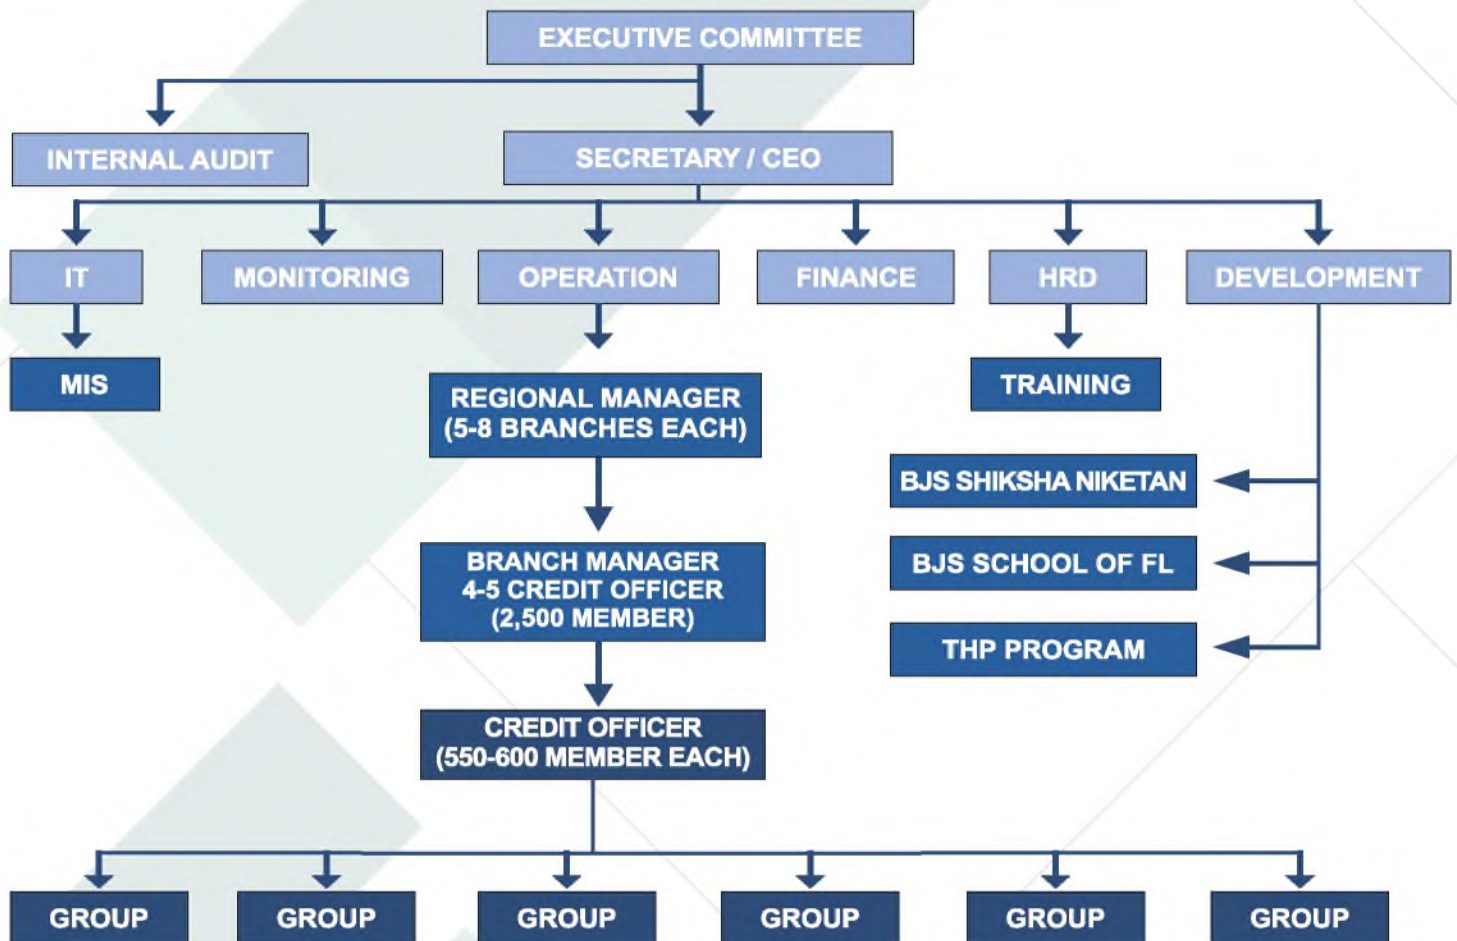 EXECUTIVE COMMITTEE
INTERNAL AUDIT
SECRETARY / CEO
IT
MONITORING
OPERATION
FINANCE
HRD
DEVELOPMENT
MIS
REGIONAL MANAGER
(5-8 BRANCHES EACH)
TRAINING
BJS SHIKSHA NIKETAN
BJS SCHOOL OF FL
THP PROGRAM
BRANCH MANAGER
4-5 CREDIT OFFICER
(2,500 MEMBER)
CREDIT OFFICER
(550-600 MEMBER EACH)
GROUP
GROUP
GROUP
GROUP
GROUP
GROUP